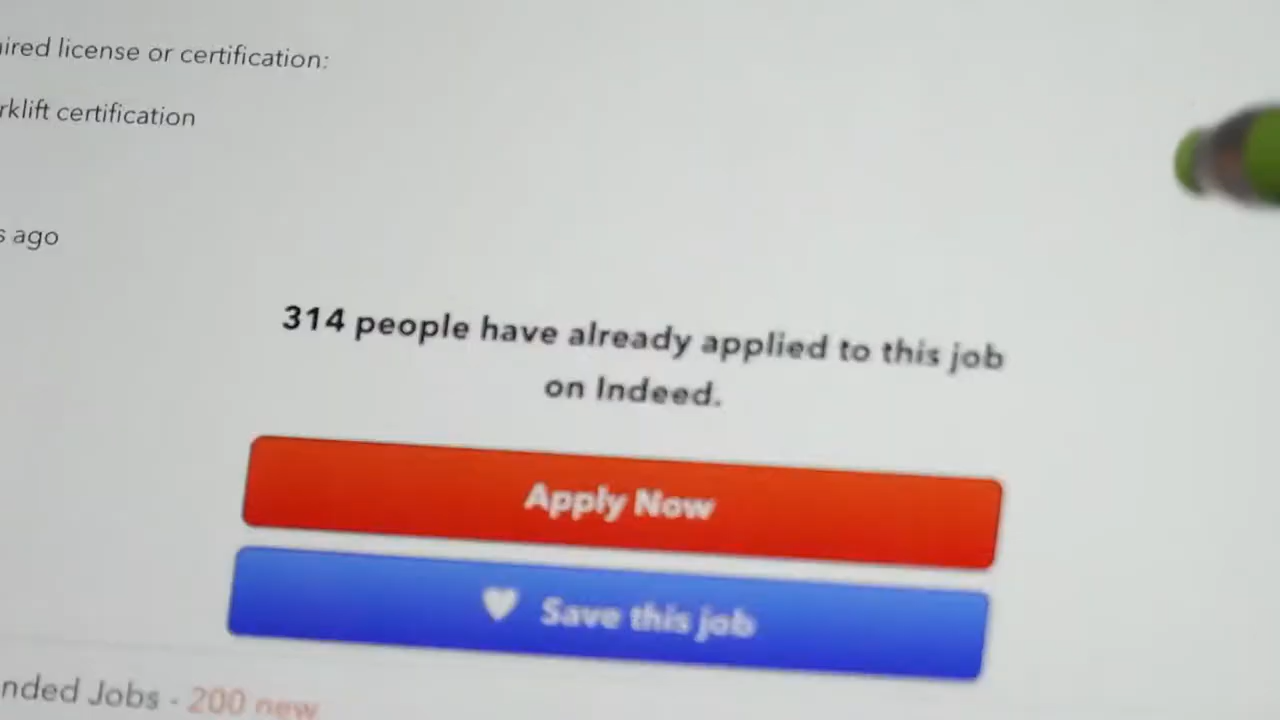 ired license or certification:
rklift certification
s ago
314 people have already applied to this job
on Indeed.
Apply Now
Save this job
nded Jobs - 200 new